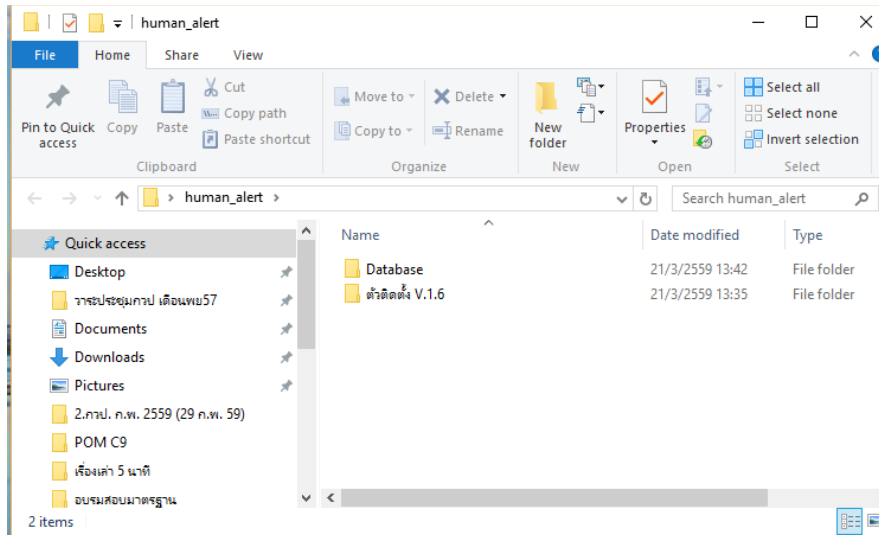 human_alert
File Home Share View
Pin to Quick access
Copy
Paste
Cut
Copy path
Paste shortcut
Clipboard
Move to
Copy to
Delete
Rename
Organize
New folder
New
Properties
Open
Select all
Select none
Invert selection
Select
human_alert
Search human_alert
Quick access
Desktop
วาระประชุมกวป เดือนพย57
Documents
Downloads
Pictures
2.กวป. ก.พ. 2559 (29 ก.พ. 59)
POM C9
เรื่องเล่า 5 นาที
อบรมสอบมาตรฐาน
Name Date modified Type
Database 21/3/2559 13:42 File folder
ตัวติดตั้ง V.1.6 21/3/2559 13:35 File folder
2 items